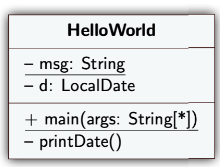 HelloWorld
– msg: String
– d: LocalDate
+ main(args: String[*])
– printDate()